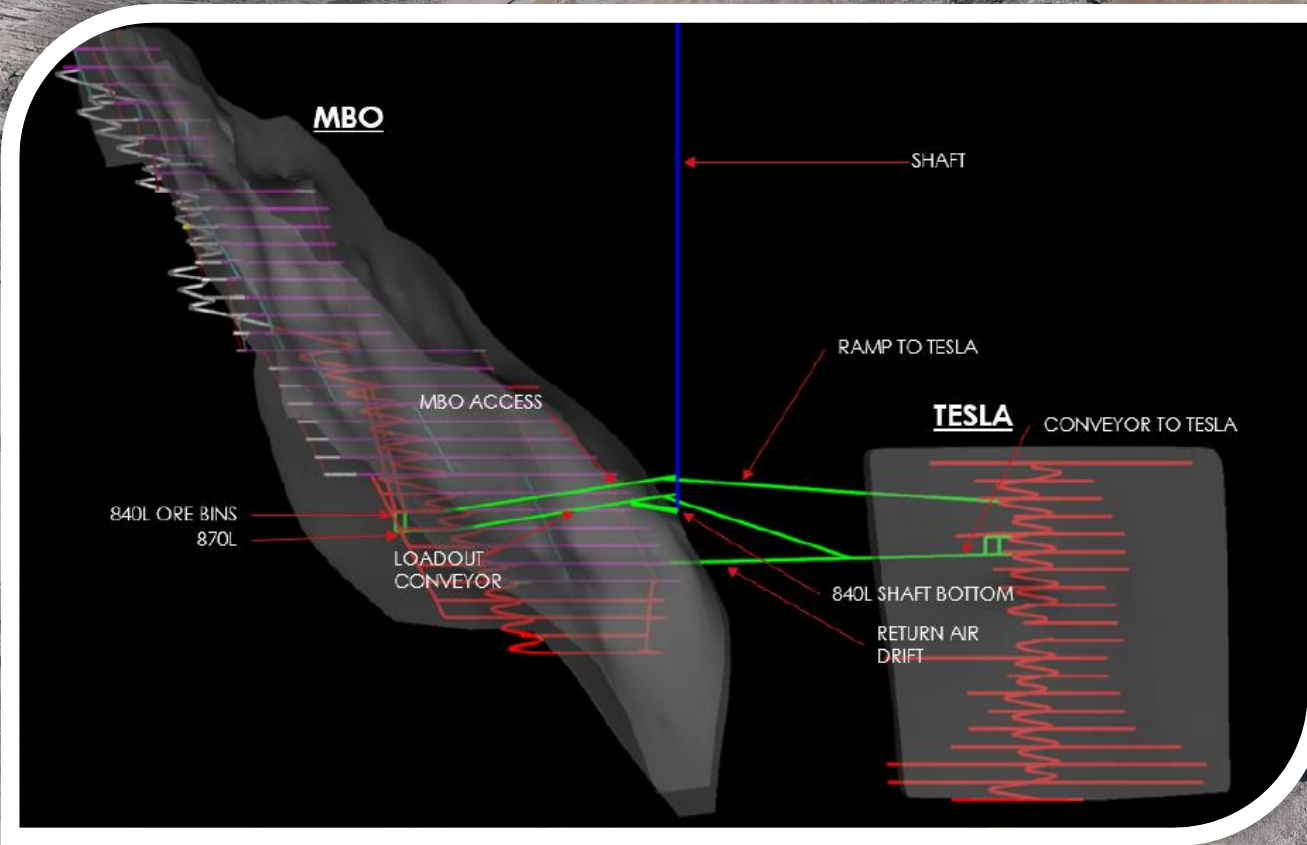 MBO
SHAFT
RAMP TO TESLA
MBO ACCESS
TESLA
CONVEYOR TO TESLA
840L ORE BINS
870L
LOADOUT
CONVEYOR
840L SHAFT BOTTOM
RETURN AIR
DRIFT